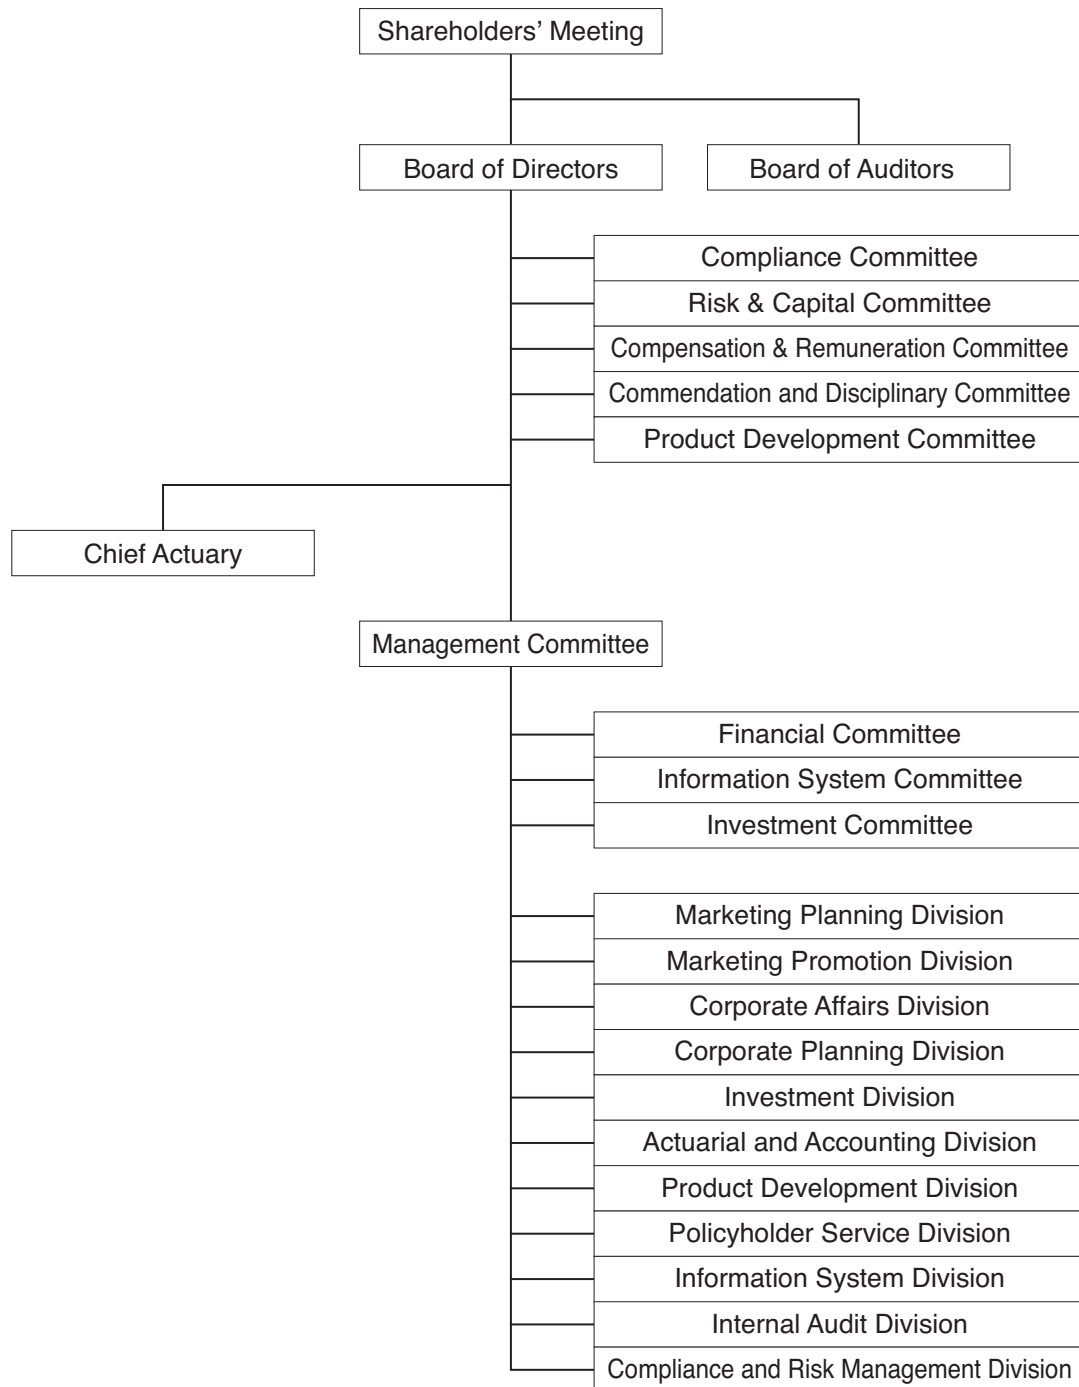 Shareholders’ Meeting
Board of Directors
Board of Auditors
Compliance Committee
Risk & Capital Committee
Compensation & Remuneration Committee
Commendation and Disciplinary Committee
Product Development Committee
Chief Actuary
Management Committee
Financial Committee
Information System Committee
Investment Committee
Marketing Planning Division
Marketing Promotion Division
Corporate Affairs Division
Corporate Planning Division
Investment Division
Actuarial and Accounting Division
Product Development Division
Policyholder Service Division
Information System Division
Internal Audit Division
Compliance and Risk Management Division